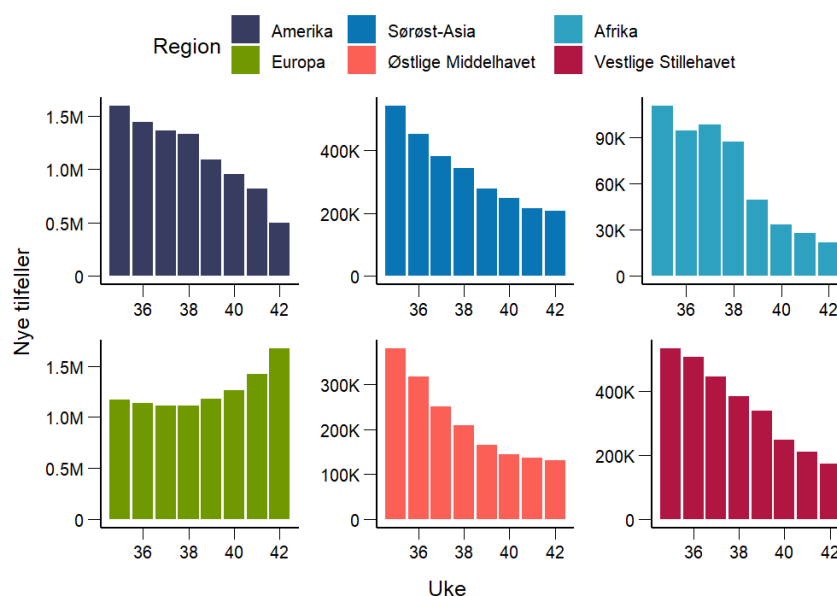 Region
Amerika
Sørøst-Asia
Afrika
Europa
Østlige Middelhavet
Vestlige Stillehavet
Nye tilfeller
1.5M
1.0M
0.5M
0
36 38 40 42
400K
200K
0
36 38 40 42
90K
60K
30K
0
36 38 40 42
1.5M
1.0M
0.5M
0
36 38 40 42
300K
200K
100K
0
36 38 40 42
400K
200K
0
36 38 40 42
Uke